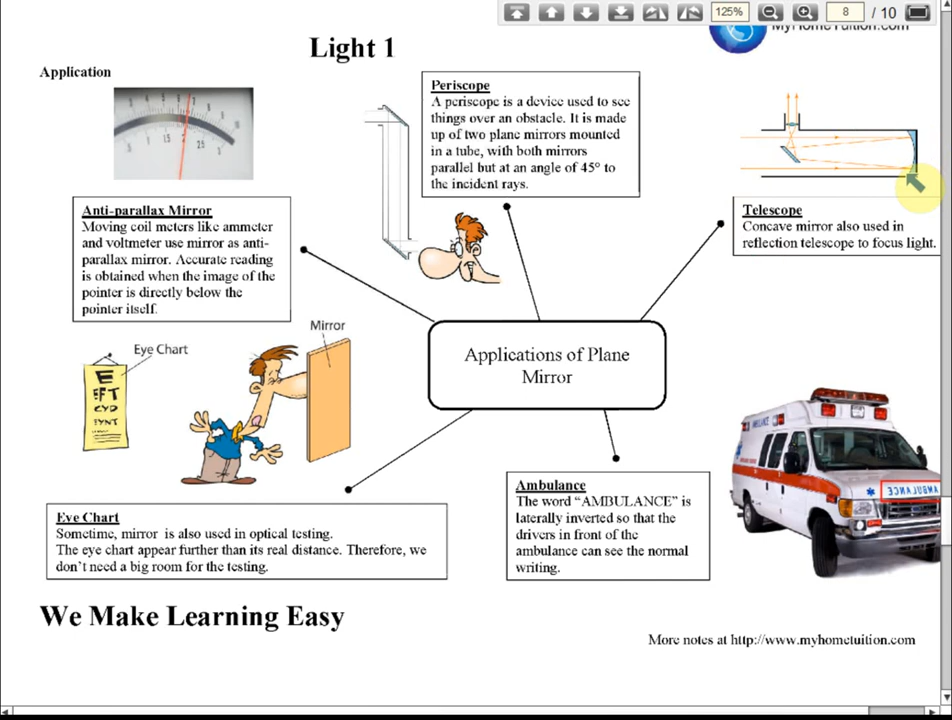 125%
8
/ 10
MyHomeTuition.com
Light 1
Application
Periscope
A periscope is a device used to see
things over an obstacle. It is made
up of two plane mirrors mounted
in a tube, with both mirrors
parallel but at an angle of 45° to
the incident rays.
Anti-parallax Mirror
Moving coil meters like ammeter
and voltmeter use mirror as anti-
parallax mirror. Accurate reading
is obtained when the image of the
pointer is directly below the
pointer itself.
Telescope
Concave mirror also used in
reflection telescope to focus light.
Mirror
Eye Chart
E
EFT
CYD
EYNT
Applications of Plane
Mirror
AMBULANCE
AMBULANCE
Eye Chart
Sometime, mirror is also used in optical testing.
The eye chart appear further than its real distance. Therefore, we
don't need a big room for the testing.
Ambulance
The word “AMBULANCE” is
laterally inverted so that the
drivers in front of the
ambulance can see the normal
writing.
We Make Learning Easy
More notes at http://www.myhometuition.com